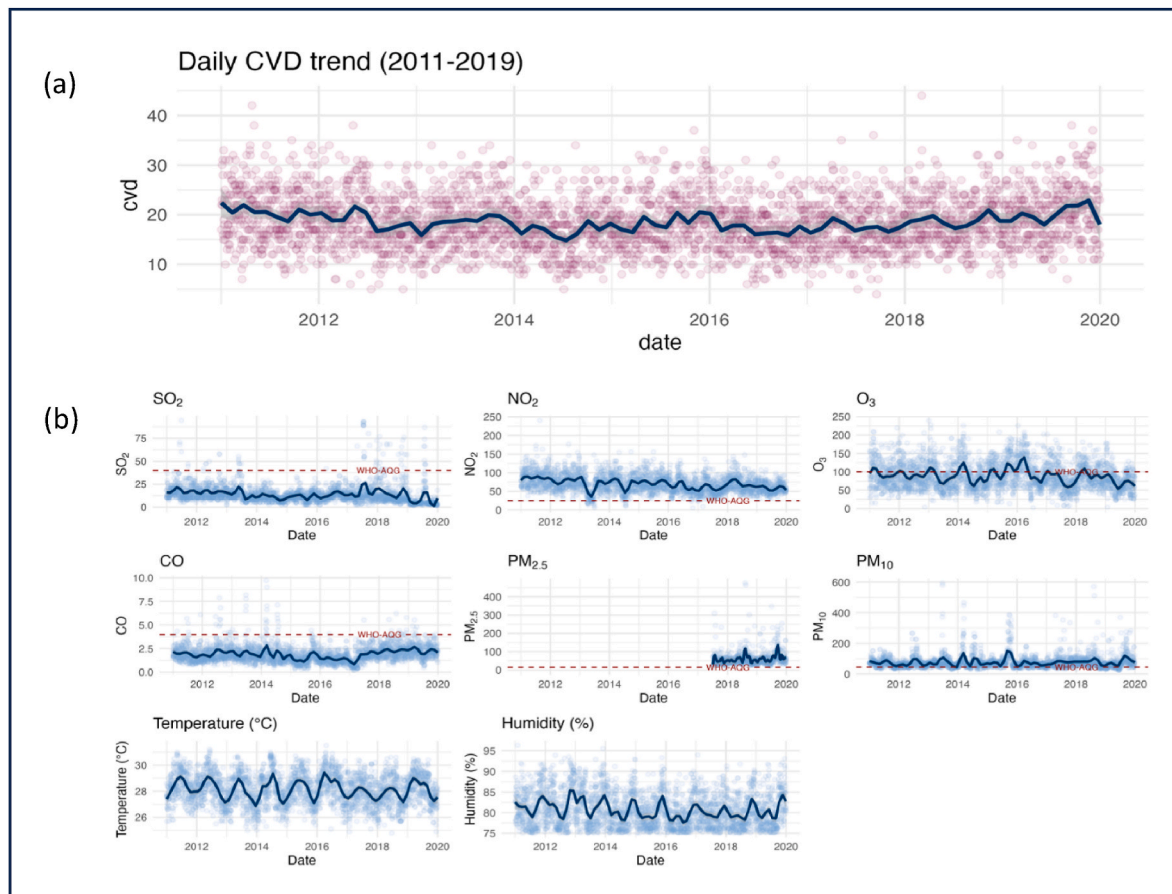 (a)
Daily CVD trend (2011-2019)
cvd
40
30
20
10
2012 2014 2016 2018 2020
date
(b)
SO₂
SO₂
75
50
25
0
WHO-AQG
2012 2014 2016 2018 2020
Date
NO₂
NO₂
250
200
150
100
50
0
WHO-AQG
2012 2014 2016 2018 2020
Date
O₃
O₃
250
200
150
100
50
0
WHO-AQG
2012 2014 2016 2018 2020
Date
CO
CO
10.0
7.5
5.0
2.5
0.0
WHO-AQG
2012 2014 2016 2018 2020
Date
PM₂.₅
PM₂.₅
500
400
300
200
100
0
WHO-AQG
2012 2014 2016 2018 2020
Date
PM₁₀
PM₁₀
600
400
200
0
WHO-AQG
2012 2014 2016 2018 2020
Date
Temperature (°C)
Temperature (°C)
30
28
26
2012 2014 2016 2018 2020
Date
Humidity (%)
Humidity (%)
95
90
85
80
75
2012 2014 2016 2018 2020
Date